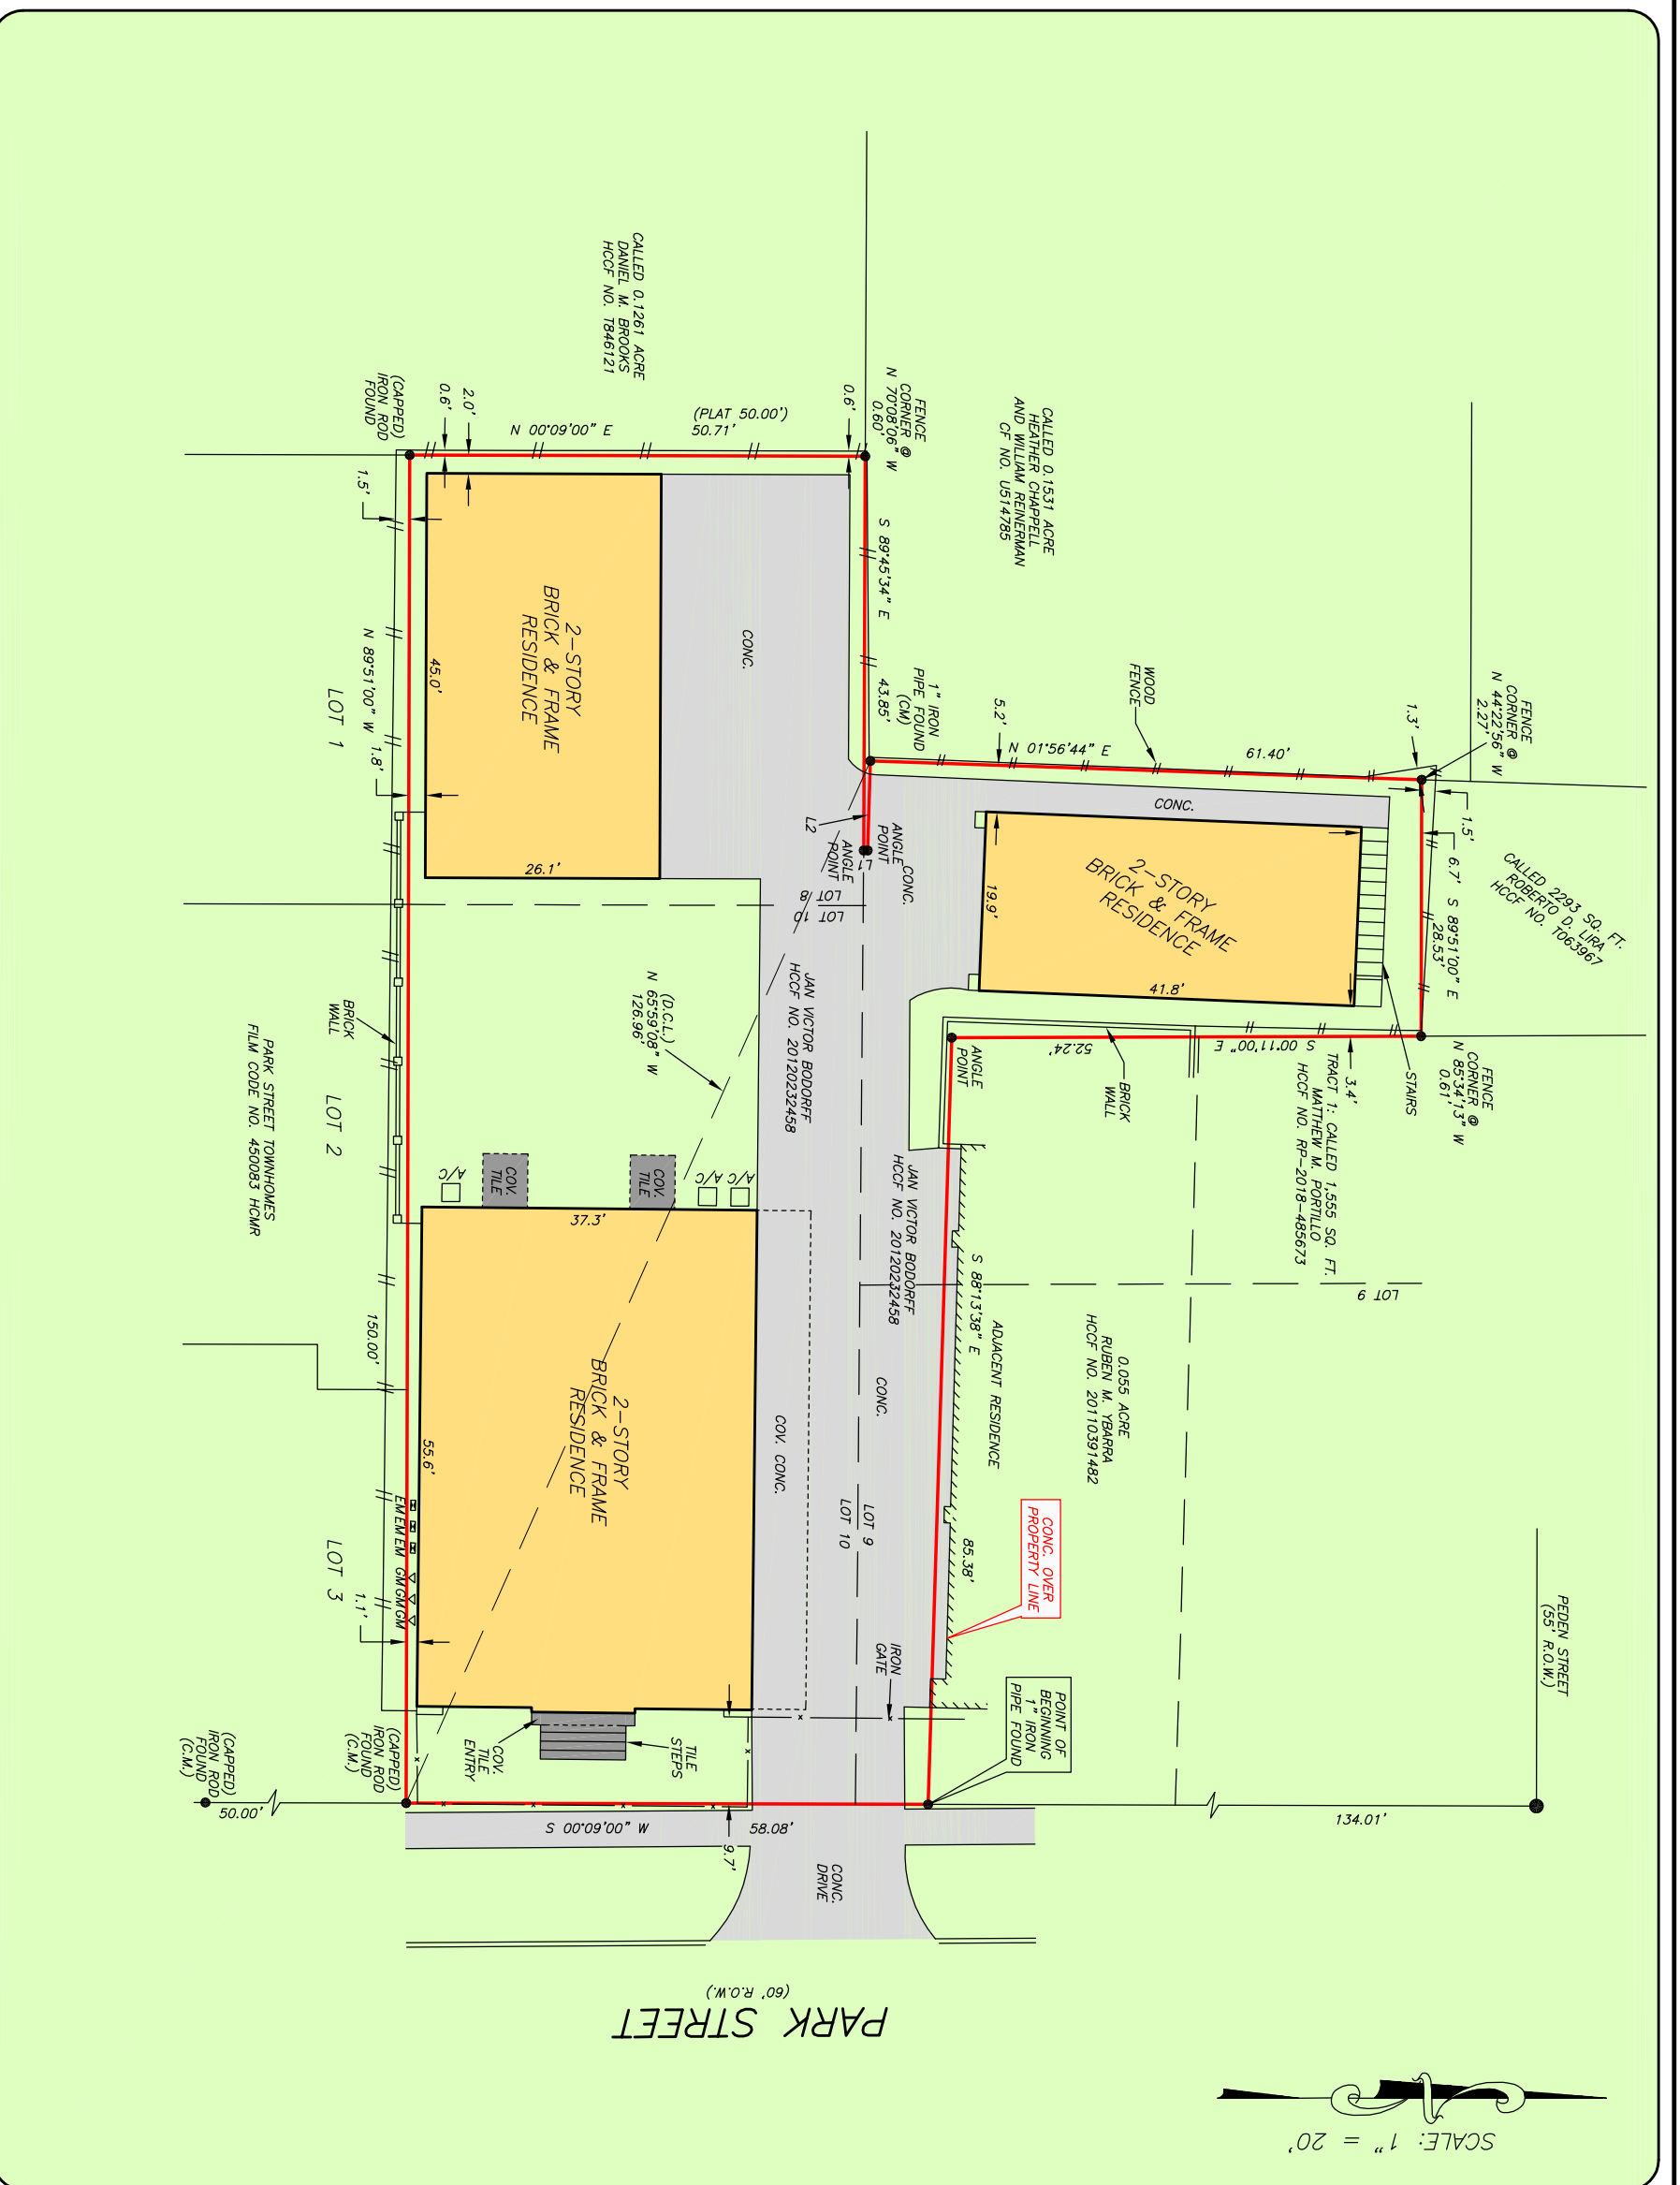 CALLED 0.1261 ACRE
DANIEL M. BROOKS
HCCF NO. T846121
CALLED 0.1531 ACRE
HEATHER CHAPPELL
AND WILLIAM REINERMAN
CF NO. U514785
FENCE
CORNER @
N 70°08'06" W
0.60'
0.6'
(PLAT 50.00')
50.71'
N 00°09'00" E
2.0'
0.6'
(CAPPED)
IRON ROD
FOUND
1.5'
S 89°45'34" E
43.85'
1" IRON
PIPE FOUND
(CM)
5.2'
N 01°56'44" E
61.40'
WOOD
FENCE
1.3'
FENCE
CORNER @
N 44°22'56" W
2.27'
1.5'
6.7'
S 89°51'00" E
28.53'
CALLED 2293 SQ. FT.
ROBERTO D. LIRA
HCCF NO. T063967
2-STORY
BRICK & FRAME
RESIDENCE
45.0'
26.1'
CONC.
N 89°51'00" W
1.8'
LOT 1
L2
ANGLE
POINT
ANGLE
POINT
L1
CONC.
CONC.
2-STORY
BRICK & FRAME
RESIDENCE
19.9'
41.8'
LOT 8
LOT 10
STAIRS
FENCE
CORNER @
N 85°34'13" W
0.61'
3.4'
S 00°11'00" E
52.24'
ANGLE
POINT
BRICK
WALL
TRACT 1: CALLED 1,555 SQ. FT.
MATTHEW M. PORTILLO
HCCF NO. RP-2018-485673
JAN VICTOR BODORFF
HCCF NO. 20120232458
(D.C.L.)
N 65°59'08" W
126.96'
BRICK
WALL
PARK STREET TOWNHOMES
FILM CODE NO. 450083 HCMR
LOT 2
A/C
COV.
TILE
COV.
TILE
A/C
A/C
37.3'
JAN VICTOR BODORFF
HCCF NO. 20120232458
LOT 9
S 88°13'38" E
85.38'
ADJACENT RESIDENCE
0.055 ACRE
RUBEN M. YBARRA
HCCF NO. 20110391482
150.00'
55.6'
2-STORY
BRICK & FRAME
RESIDENCE
COV. CONC.
CONC.
LOT 9
LOT 10
CONC. OVER
PROPERTY LINE
EM EM EM GM GM GM
LOT 3
1.1'
IRON
GATE
POINT OF
BEGINNING
1" IRON
PIPE FOUND
PEDEN STREET
(55' R.O.W.)
TILE
STEPS
COV.
TILE
ENTRY
(CAPPED)
IRON ROD
FOUND
(C.M.)
(CAPPED)
IRON ROD
FOUND
(C.M.)
50.00'
S 00°09'00" W
58.08'
9.7'
134.01'
CONC.
DRIVE
PARK STREET
(60' R.O.W.)
N
SCALE: 1" = 20'